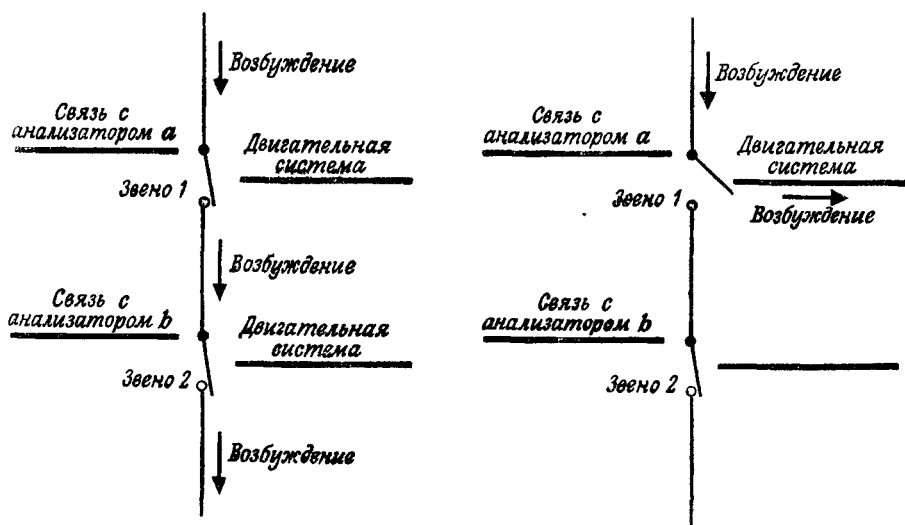 Возбуждение
Связь с
анализатором a
Двигательная
система
Звено 1
Возбуждение
Связь с
анализатором b
Двигательная
система
Звено 2
Возбуждение
Возбуждение
Связь с
анализатором a
Двигательная
система
Звено 1
Возбуждение
Связь с
анализатором b
Звено 2